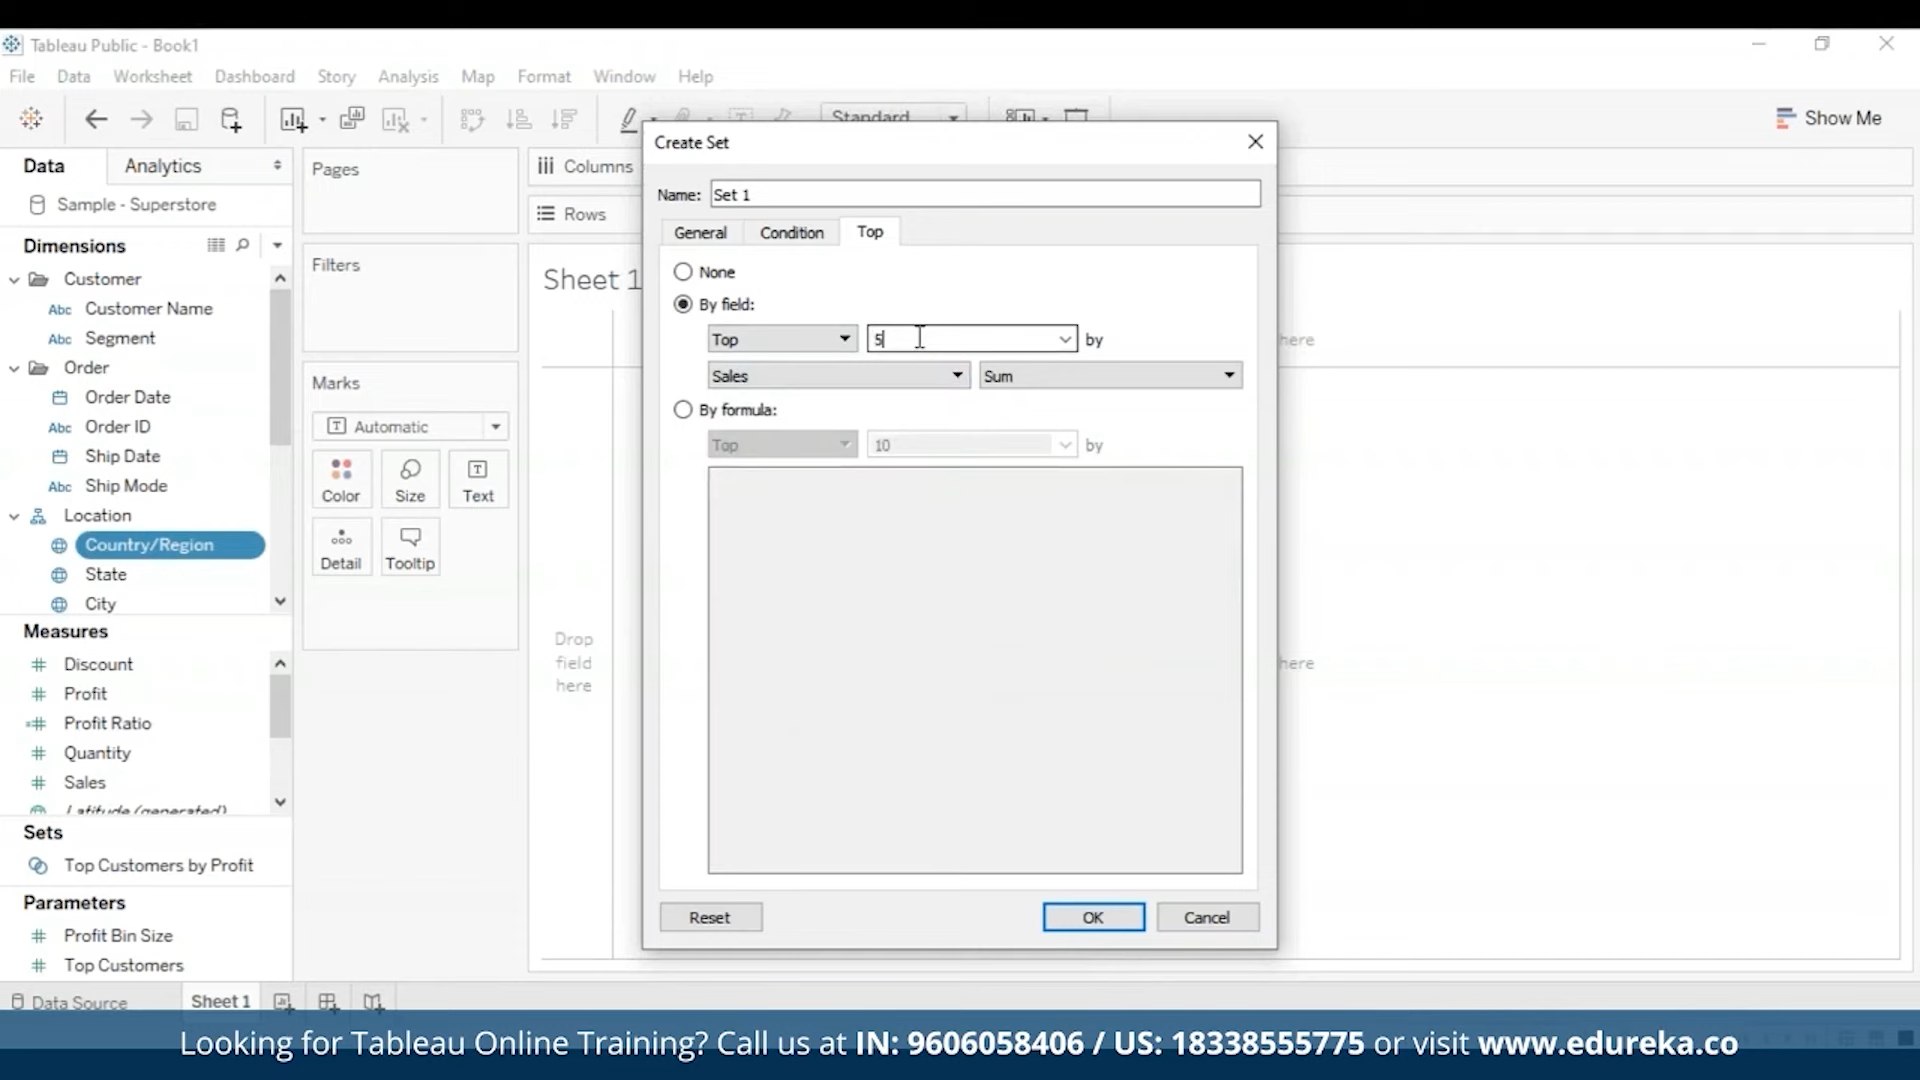 Tableau Public - Book1
File Data Worksheet Dashboard Story Analysis Map Format Window Help
Standard
Show Me
Data Analytics
Sample - Superstore
Dimensions
Customer
Abc Customer Name
Abc Segment
Order
Order Date
Abc Order ID
Ship Date
Abc Ship Mode
Location
Country/Region
State
City
Measures
Discount
Profit
Profit Ratio
Quantity
Sales
Latitude (generated)
Sets
Top Customers by Profit
Parameters
Profit Bin Size
Top Customers
Pages
Filters
Marks
Automatic
Color Size Text
Detail Tooltip
Columns
Rows
Sheet 1
Drop
field
here
here
here
Create Set
Name: Set 1
General Condition Top
None
By field:
Top 5 by
Sales Sum
By formula:
Top 10 by
Reset OK Cancel
Data Source Sheet 1
Looking for Tableau Online Training? Call us at IN: 9606058406 / US: 18338555775 or visit www.edureka.co